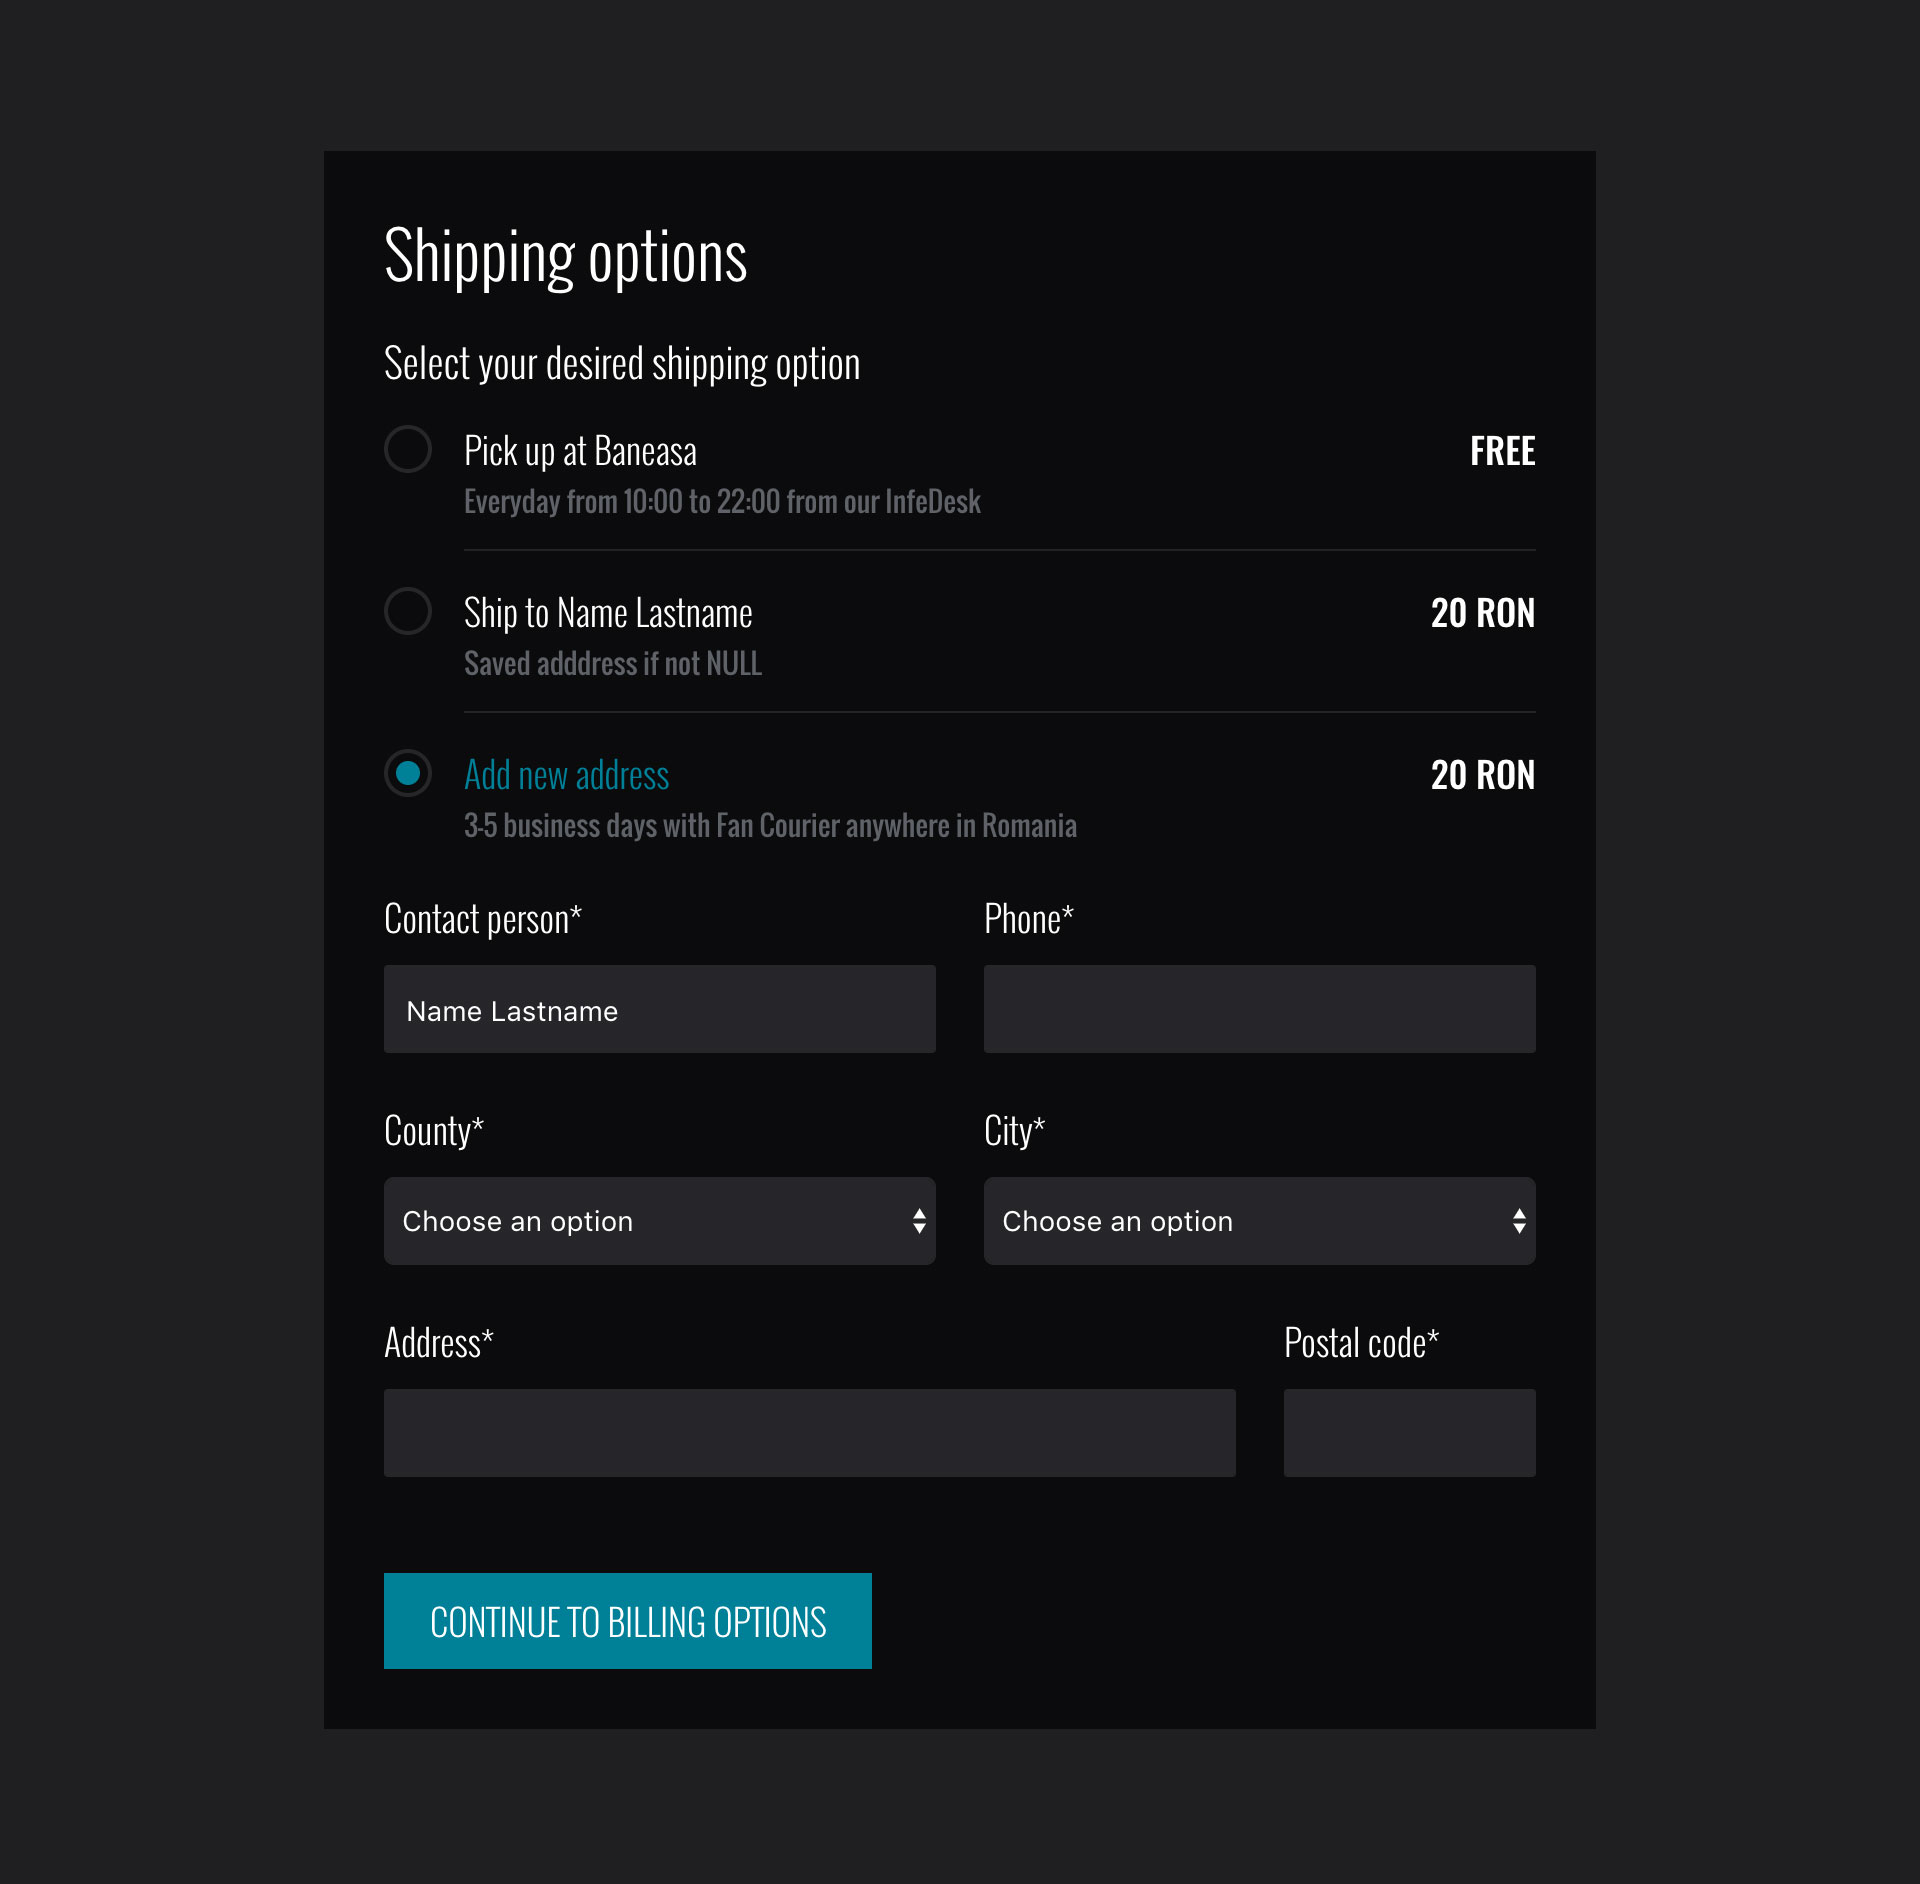 Shipping options
Select your desired shipping option
Pick up at Baneasa FREE
Everyday from 10:00 to 22:00 from our InfeDesk
Ship to Name Lastname 20 RON
Saved adddress if not NULL
Add new address 20 RON
3-5 business days with Fan Courier anywhere in Romania
Contact person* Phone*
Name Lastname
County* City*
Choose an option Choose an option
Address* Postal code*
CONTINUE TO BILLING OPTIONS